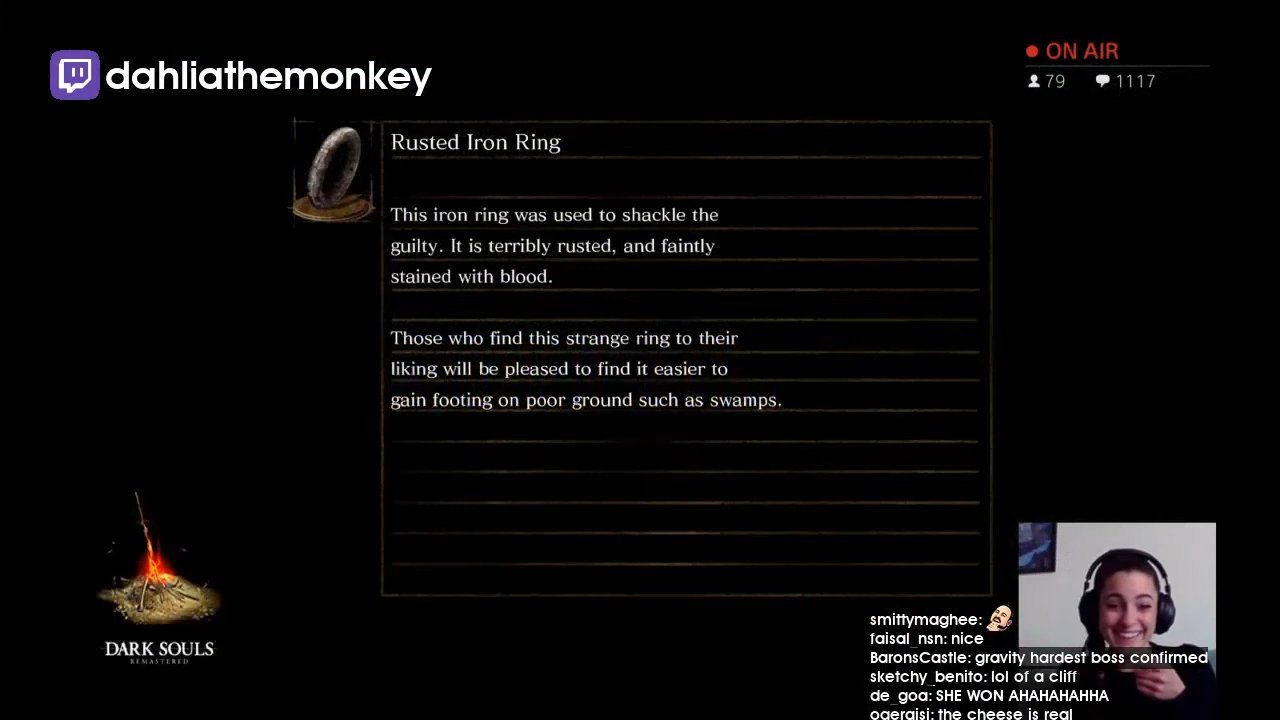 dahliathemonkey
ON AIR
79 1117
Rusted Iron Ring
This iron ring was used to shackle the
guilty. It is terribly rusted, and faintly
stained with blood.
Those who find this strange ring to their
liking will be pleased to find it easier to
gain footing on poor ground such as swamps.
DARK SOULS
REMASTERED
smittymaghee:
faisal_nsn: nice
BaronsCastle: gravity hardest boss confirmed
sketchy_benito: lol of a cliff
de_goa: SHE WON AHAHAHAHHA
the cheese is real